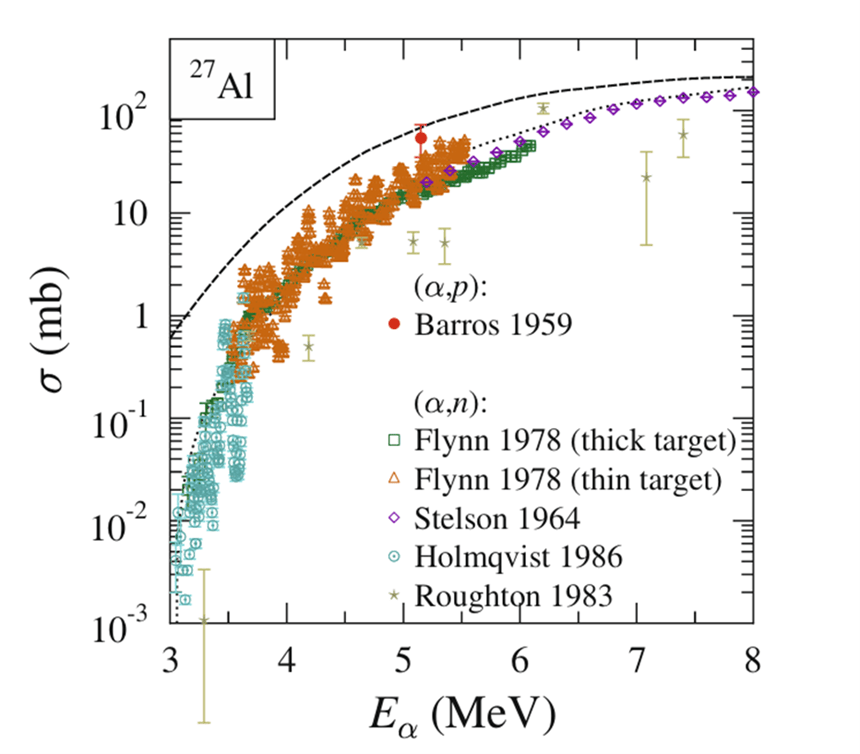 ²⁷Al
10²
10
1
10⁻¹
10⁻²
10⁻³
σ (mb)
(α,p):
Barros 1959
(α,n):
Flynn 1978 (thick target)
Flynn 1978 (thin target)
Stelson 1964
Holmqvist 1986
Roughton 1983
3 4 5 6 7 8
E_α (MeV)